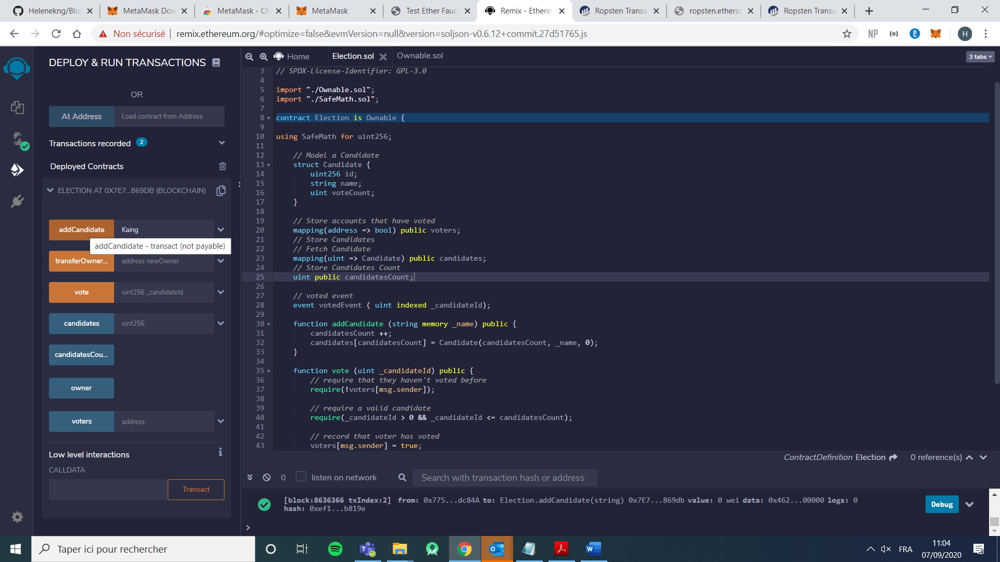 Helenekng/Blo
MetaMask Dow
MetaMask - Ch
MetaMask
Test Ether Fauc
Remix - Ethereu
Ropsten Transa
ropsten.ethersc
Ropsten Transa
Non sécurisé
remix.ethereum.org/#optimize=false&evmVersion=null&version=soljson-v0.6.12+commit.27d51765.js
NP
H
DEPLOY & RUN TRANSACTIONS
OR
At Address
Load contract from Address
Transactions recorded 2
Deployed Contracts
ELECTION AT 0X7E7...869DB (BLOCKCHAIN)
addCandidate
Kaing
addCandidate - transact (not payable)
transferOwner...
address newOwner
vote
uint256 _candidateId
candidates
uint256
candidatesCou...
owner
voters
address
Low level interactions
i
CALLDATA
Transact
Home
Election.sol
Ownable.sol
3 tabs
3 // SPDX-License-Identifier: GPL-3.0
4
5 import "./Ownable.sol";
6 import "./SafeMath.sol";
7
8 contract Election is Ownable {
9
10 using SafeMath for uint256;
11
12 // Model a Candidate
13 struct Candidate {
14 uint256 id;
15 string name;
16 uint voteCount;
17 }
18
19 // Store accounts that have voted
20 mapping(address => bool) public voters;
21 // Store Candidates
22 // Fetch Candidate
23 mapping(uint => Candidate) public candidates;
24 // Store Candidates Count
25 uint public candidatesCount;
26
27 // voted event
28 event votedEvent ( uint indexed _candidateId);
29
30 function addCandidate (string memory _name) public {
31 candidatesCount ++;
32 candidates[candidatesCount] = Candidate(candidatesCount, _name, 0);
33 }
34
35 function vote (uint _candidateId) public {
36 // require that they haven't voted before
37 require(!voters[msg.sender]);
38
39 // require a valid candidate
40 require(_candidateId > 0 && _candidateId <= candidatesCount);
41
42 // record that voter has voted
43 voters[msg.sender] = true;
ContractDefinition Election
0 reference(s)
0
listen on network
Search with transaction hash or address
[block:8636366 txIndex:2] from: 0x775...dc84A to: Election.addCandidate(string) 0x7E7...869db value: 0 wei data: 0x462...00000 logs: 0
hash: 0xef1...b819e
Debug
>
Taper ici pour rechercher
FRA
11:04
07/09/2020